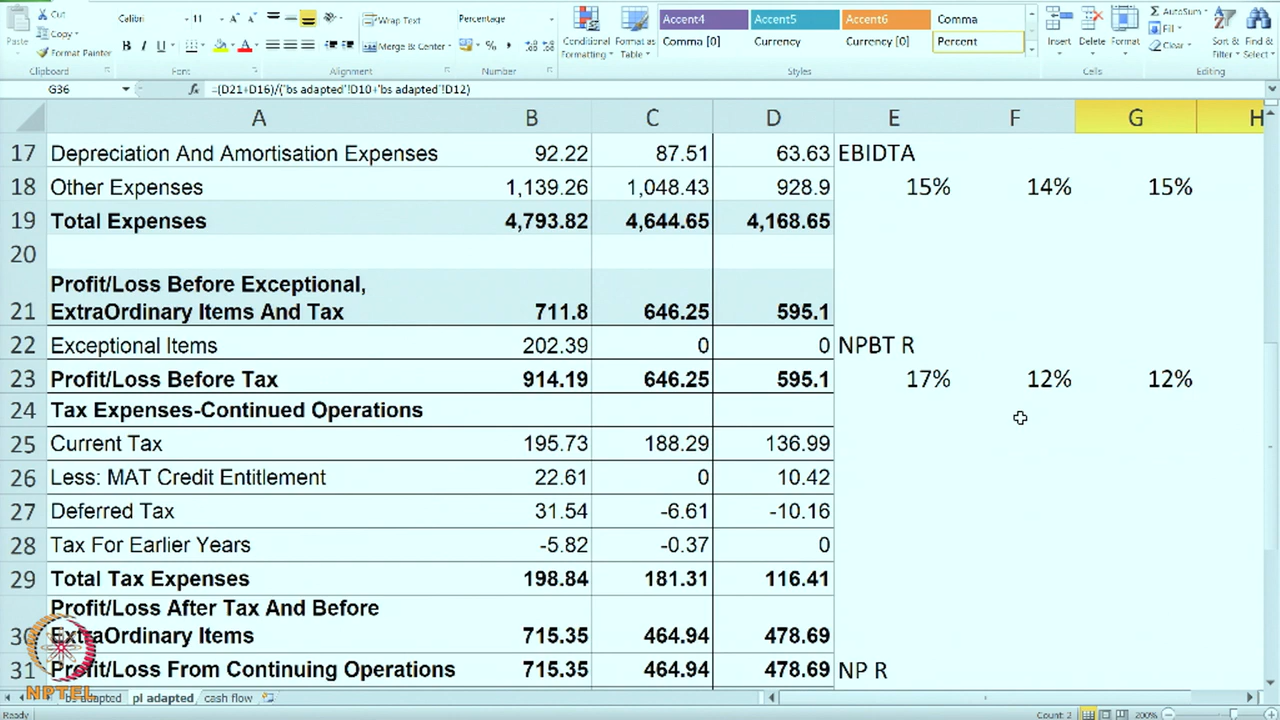 Cut
Calibri
11
Wrap Text
Percentage
Accent4
Accent5
Accent6
Comma
AutoSum
Copy
Fill
Paste
Format Painter
B I U
Merge & Center
%
Conditional Formatting
Format as Table
Comma [0]
Currency
Currency [0]
Percent
Insert
Delete
Format
Clear
Sort & Filter
Find & Select
Clipboard
Font
Alignment
Number
Styles
Cells
Editing
G36 fx =(D21+D16)/('bs adapted'!D10+'bs adapted'!D12)
A B C D E F G H
17 Depreciation And Amortisation Expenses 92.22 87.51 63.63 EBIDTA
18 Other Expenses 1,139.26 1,048.43 928.9 15% 14% 15%
19 Total Expenses 4,793.82 4,644.65 4,168.65
20
Profit/Loss Before Exceptional,
21 ExtraOrdinary Items And Tax 711.8 646.25 595.1
22 Exceptional Items 202.39 0 0 NPBT R
23 Profit/Loss Before Tax 914.19 646.25 595.1 17% 12% 12%
24 Tax Expenses-Continued Operations
25 Current Tax 195.73 188.29 136.99
26 Less: MAT Credit Entitlement 22.61 0 10.42
27 Deferred Tax 31.54 -6.61 -10.16
28 Tax For Earlier Years -5.82 -0.37 0
29 Total Tax Expenses 198.84 181.31 116.41
Profit/Loss After Tax And Before
30 ExtraOrdinary Items 715.35 464.94 478.69
31 Profit/Loss From Continuing Operations 715.35 464.94 478.69 NP R
NPTEL
bs adapted pl adapted cash flow
Ready Count: 2 200%